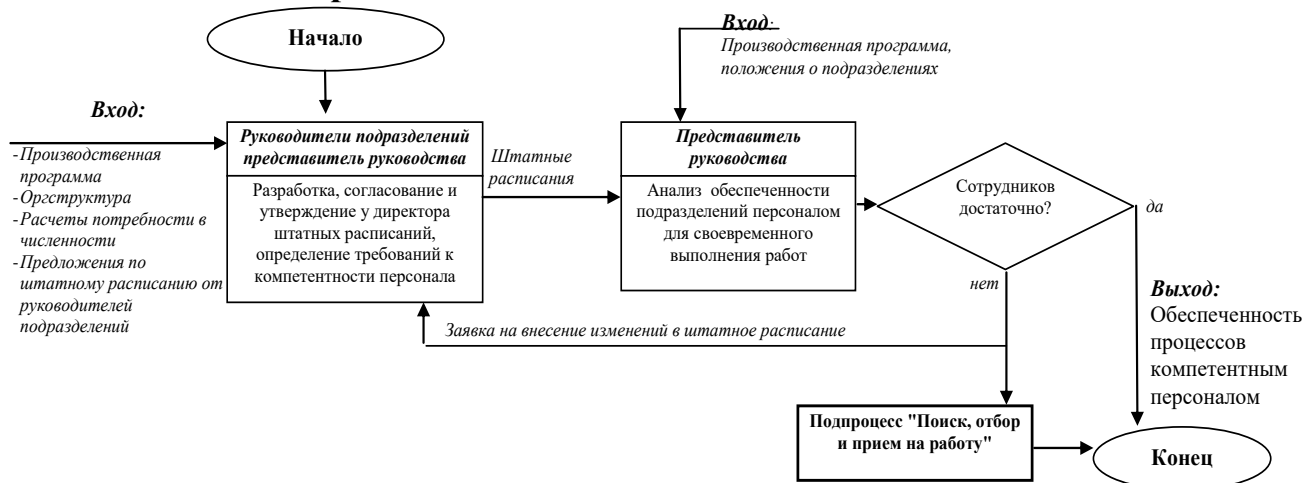 Начало
Вход:
Производственная программа,
положения о подразделениях
Вход:
-Производственная
программа
-Оргструктура
-Расчеты потребности в
численности
-Предложения по
штатному расписанию от
руководителей
подразделений
Руководители подразделений
представитель руководства
Разработка, согласование и
утверждение у директора
штатных расписаний,
определение требований к
компетентности персонала
Штатные
расписания
Представитель
руководства
Анализ обеспеченности
подразделений персоналом
для своевременного
выполнения работ
Сотрудников
достаточно?
да
нет
Заявка на внесение изменений в штатное расписание
Выход:
Обеспеченность
процессов
компетентным
персоналом
Подпроцесс "Поиск, отбор
и прием на работу"
Конец